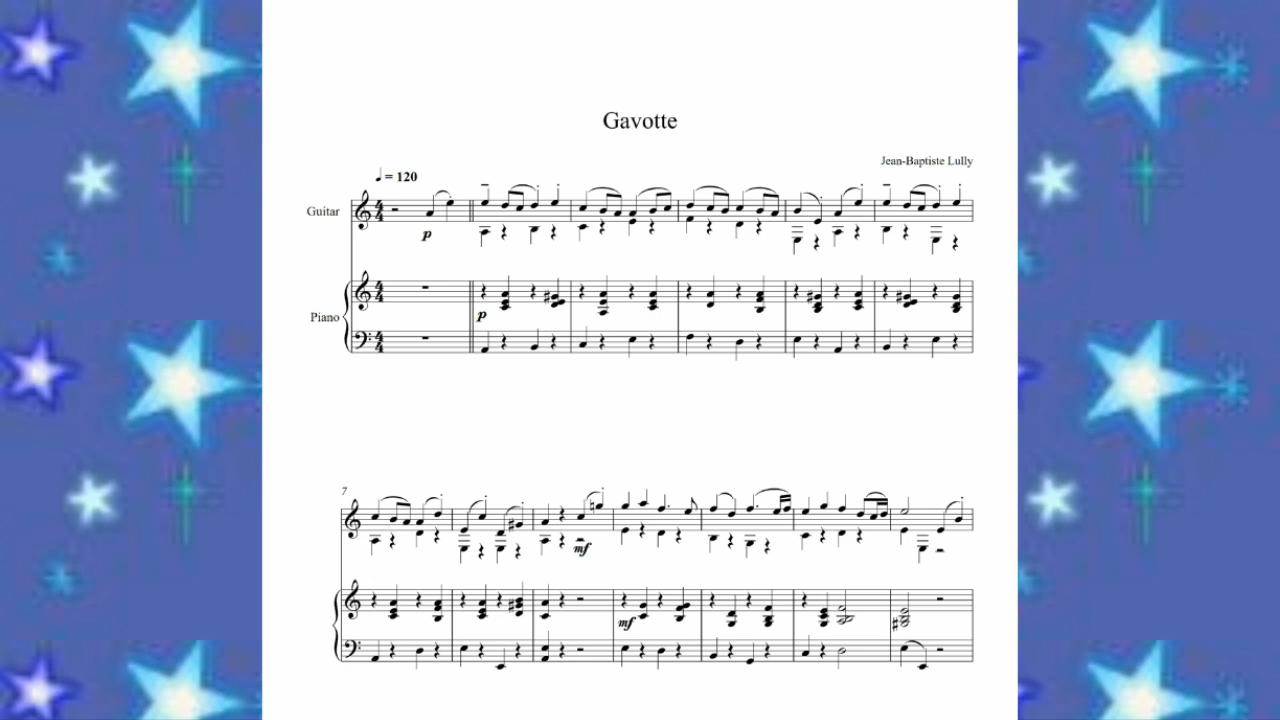 Gavotte
Jean-Baptiste Lully
♩ = 120
Guitar
p
Piano
p
7
mf
mf